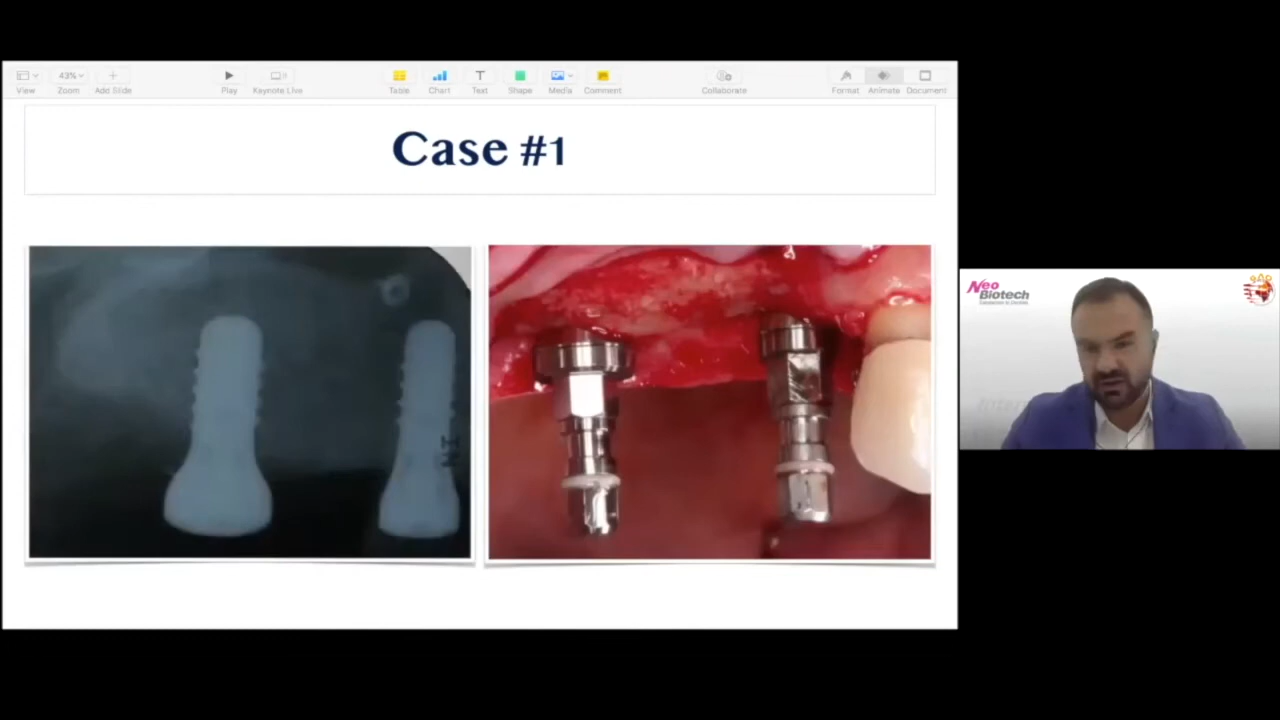 View
43%
Zoom
Add Slide
Play
Keynote Live
Table
Chart
Text
Shape
Media
Comment
Collaborate
Format
Animate
Document
Case #1
Neo
Biotech